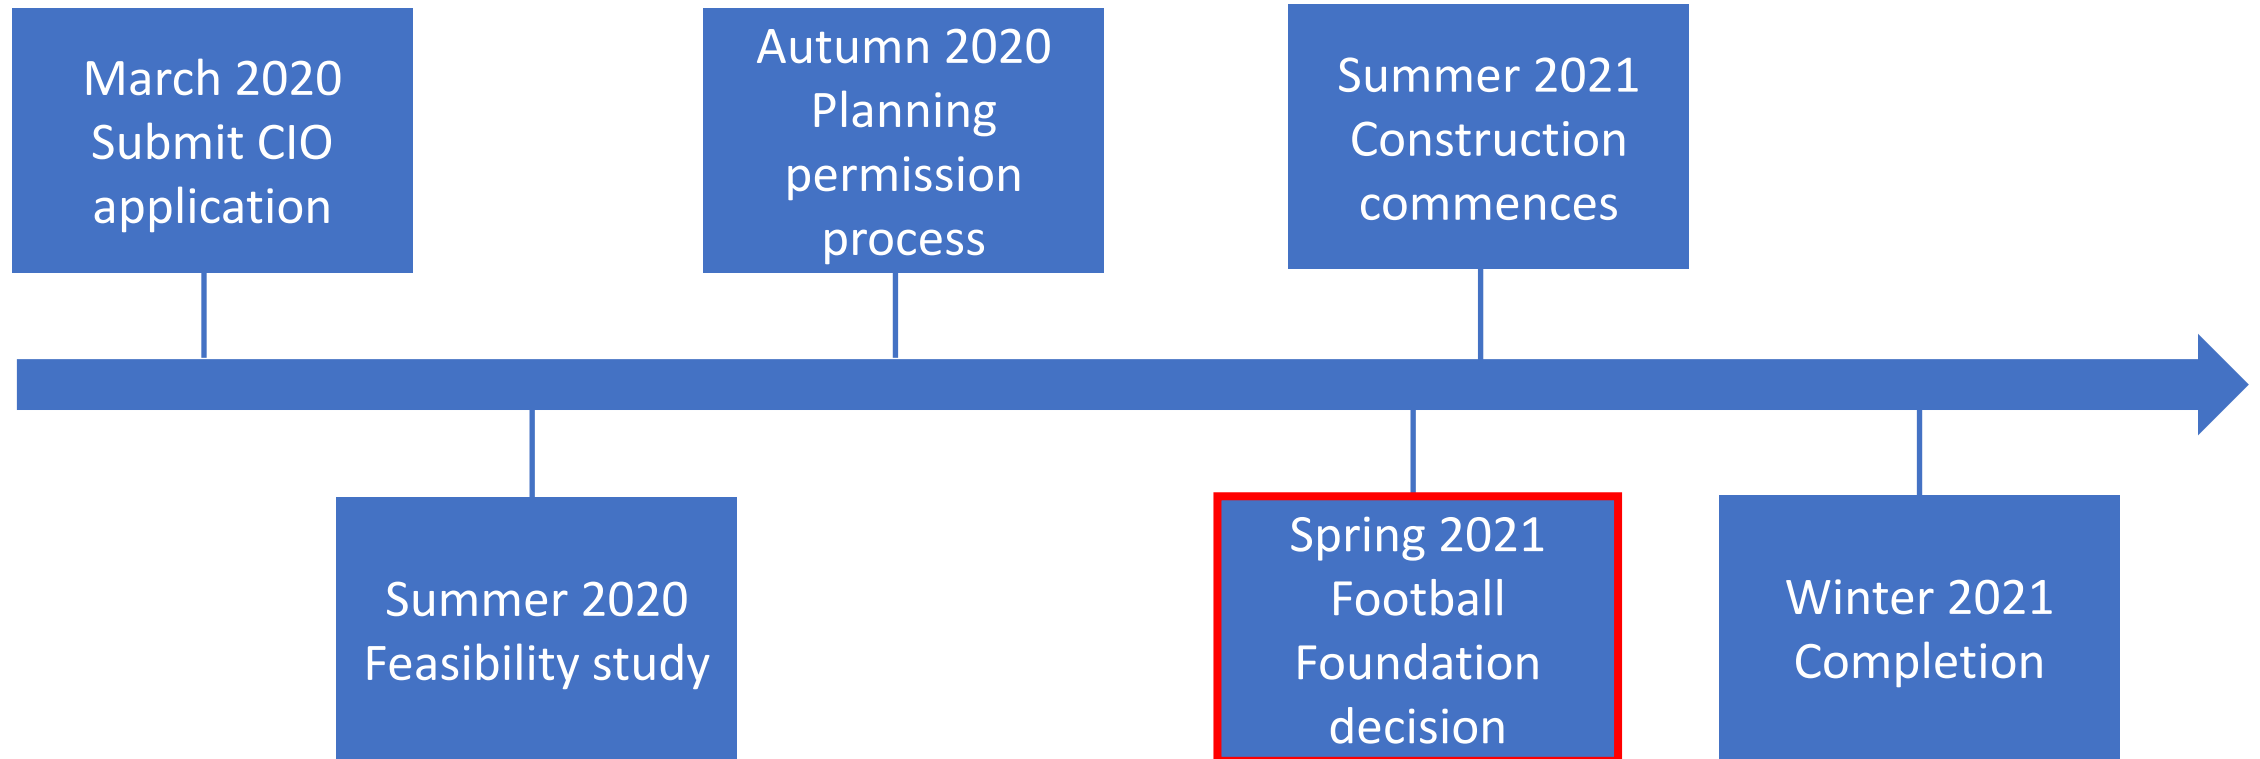 March 2020
Submit CIO
application
Autumn 2020
Planning
permission
process
Summer 2021
Construction
commences
Summer 2020
Feasibility study
Spring 2021
Football
Foundation
decision
Winter 2021
Completion